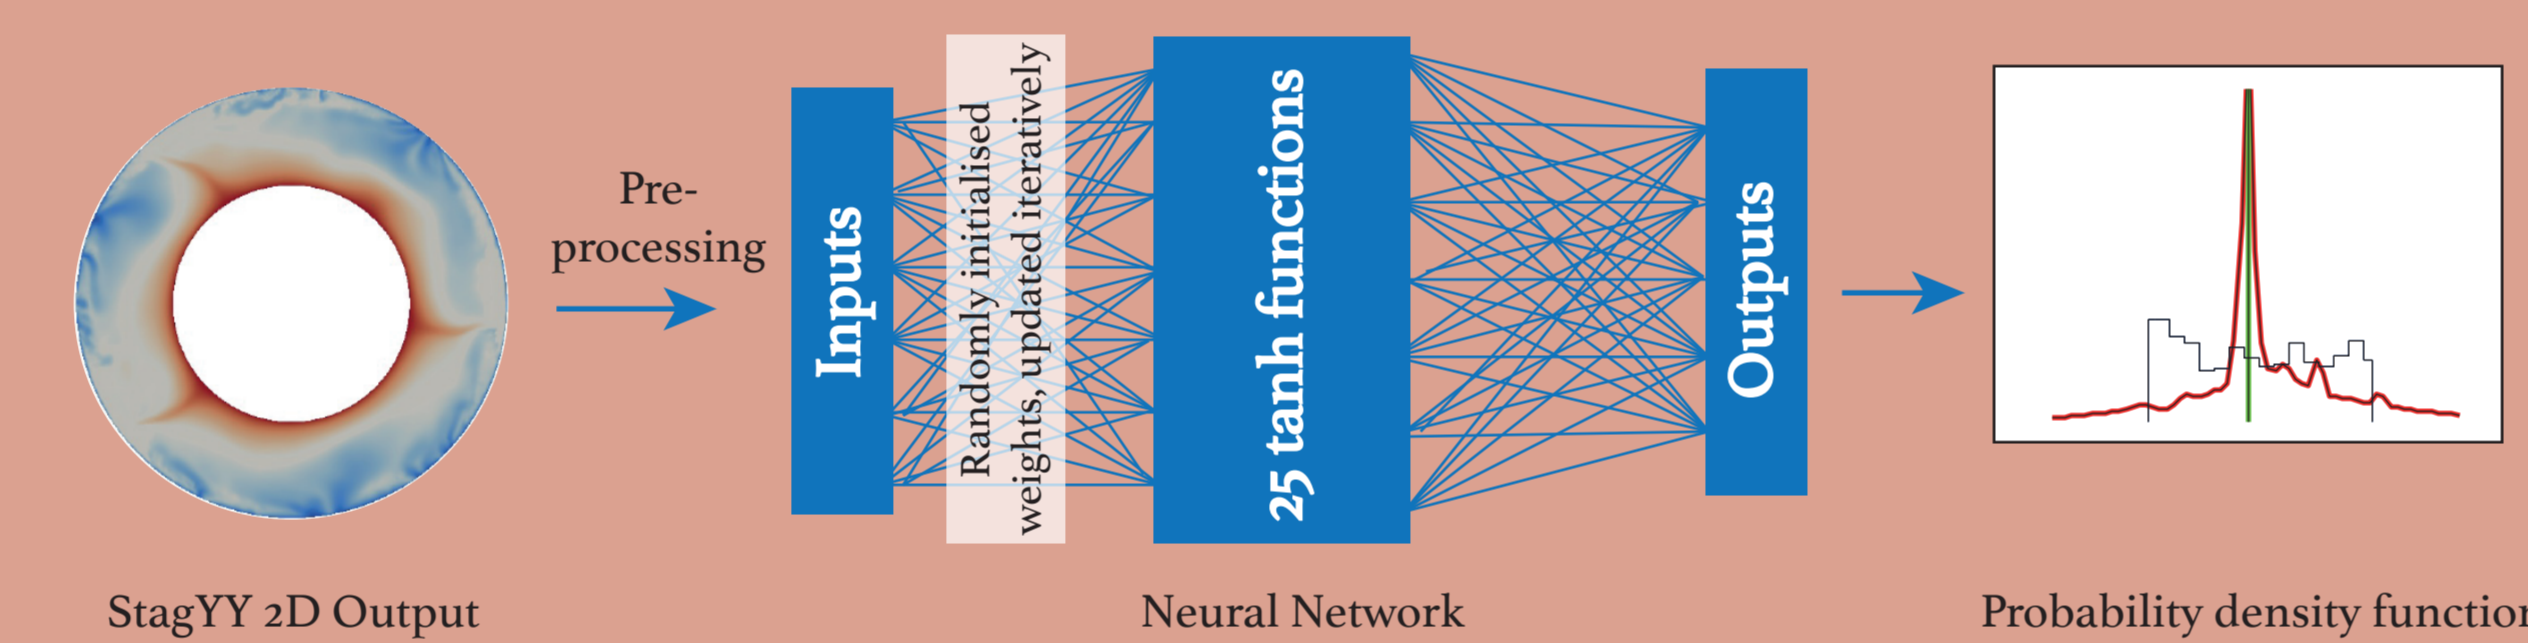 Pre-
processing
Inputs
Randomly initialised
weights, updated iteratively
25 tanh functions
Outputs
StagYY 2D Output
Neural Network
Probability density function